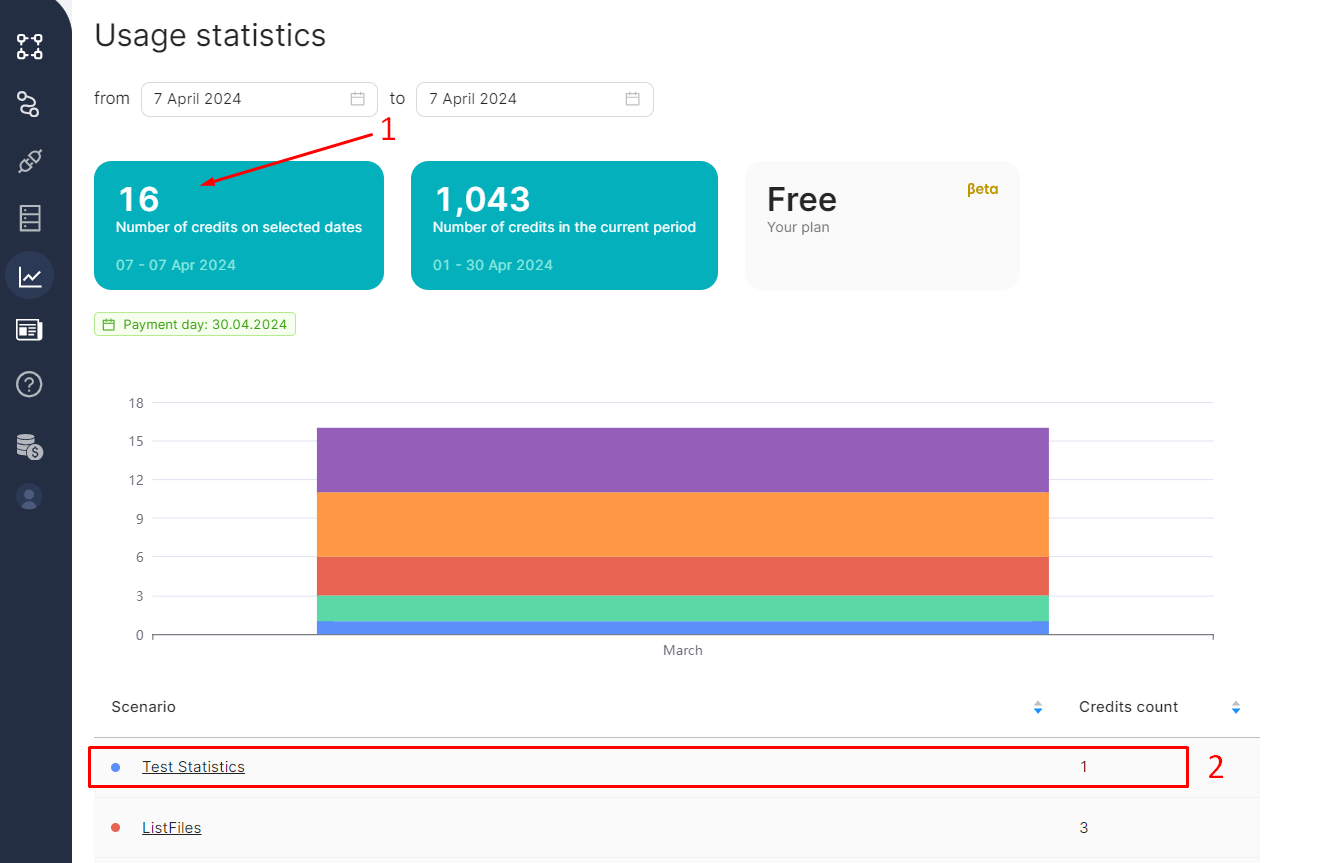 Usage statistics
from 7 April 2024 to 7 April 2024
1
16
Number of credits on selected dates
07 - 07 Apr 2024
1,043
Number of credits in the current period
01 - 30 Apr 2024
Free
βeta
Your plan
Payment day: 30.04.2024
18
15
12
9
6
3
0
March
Scenario Credits count
Test Statistics 1
2
ListFiles 3